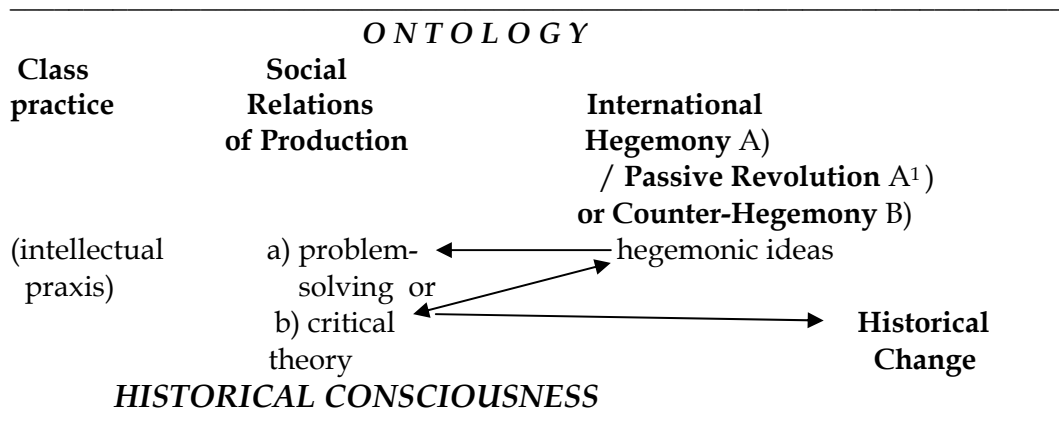 O N T O L O G Y
Class Social
practice Relations International
of Production Hegemony A)
/ Passive Revolution A¹ )
or Counter-Hegemony B)
(intellectual a) problem- hegemonic ideas
praxis) solving or
b) critical Historical
theory Change
HISTORICAL CONSCIOUSNESS